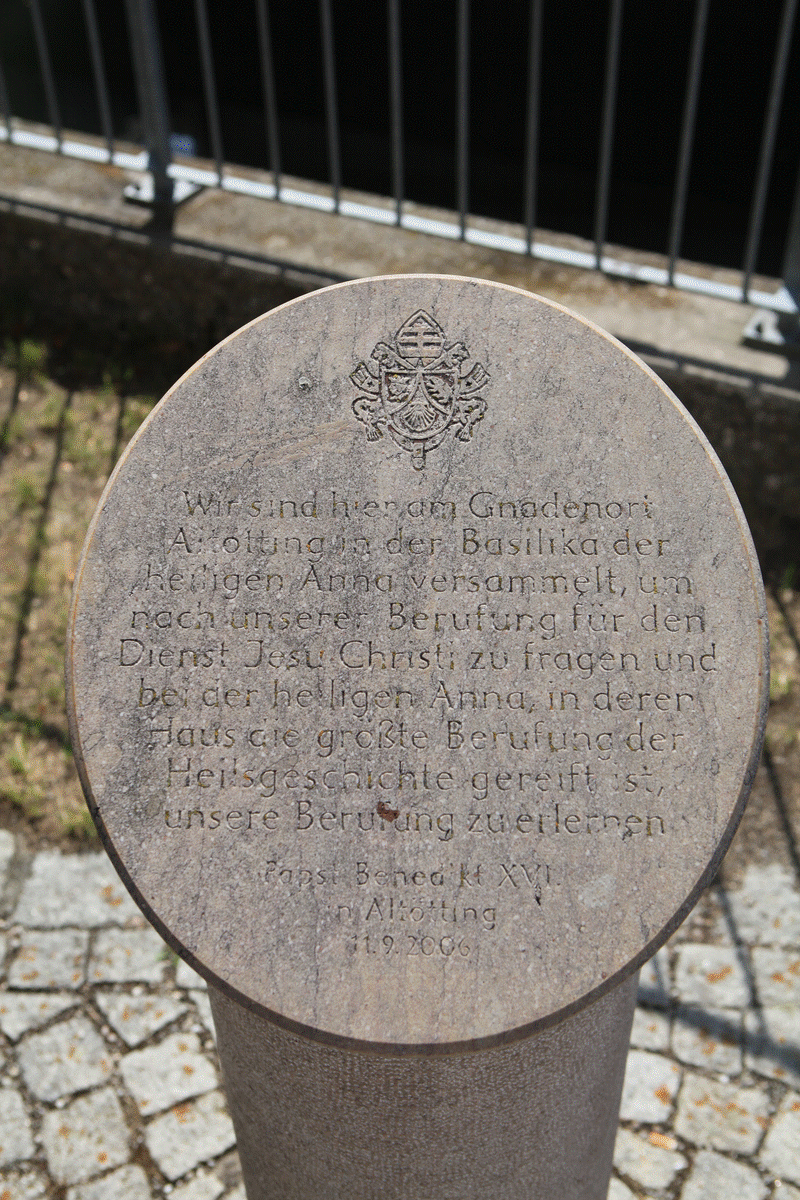 Wir sind hier am Gnadenort
Altötting in der Basilika der
heiligen Anna versammelt, um
nach unserer Berufung für den
Dienst Jesu Christi zu fragen und
bei der heiligen Anna, in deren
Haus die größte Berufung der
Heilsgeschichte gereift ist,
unsere Berufung zu erlernen
Papst Benedikt XVI.
in Altötting
11.9.2006